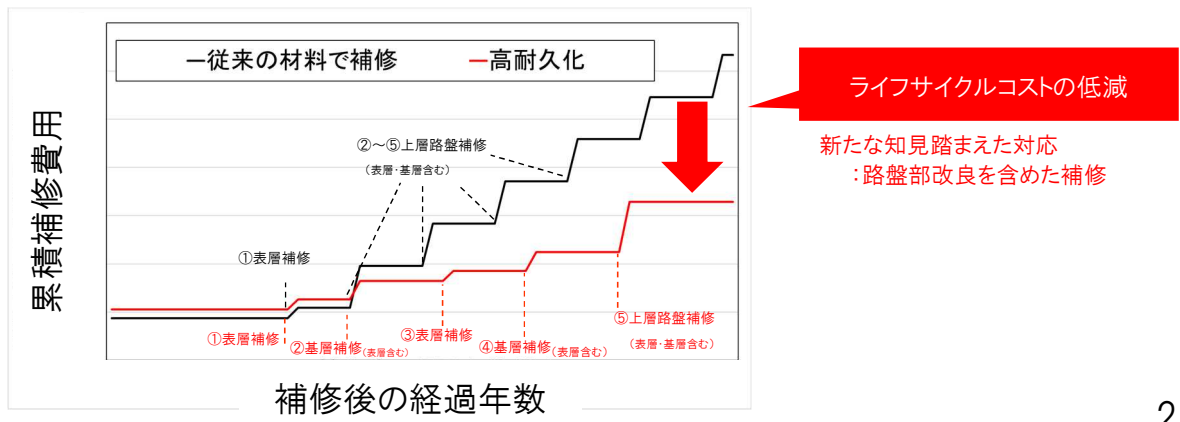 ー従来の材料で補修 ー高耐久化
ライフサイクルコストの低減
新たな知見踏まえた対応
：路盤部改良を含めた補修
累積補修費用
②～⑤上層路盤補修
（表層・基層含む）
①表層補修
①表層補修
②基層補修（表層含む）
③表層補修
④基層補修（表層含む）
⑤上層路盤補修
（表層・基層含む）
補修後の経過年数
2